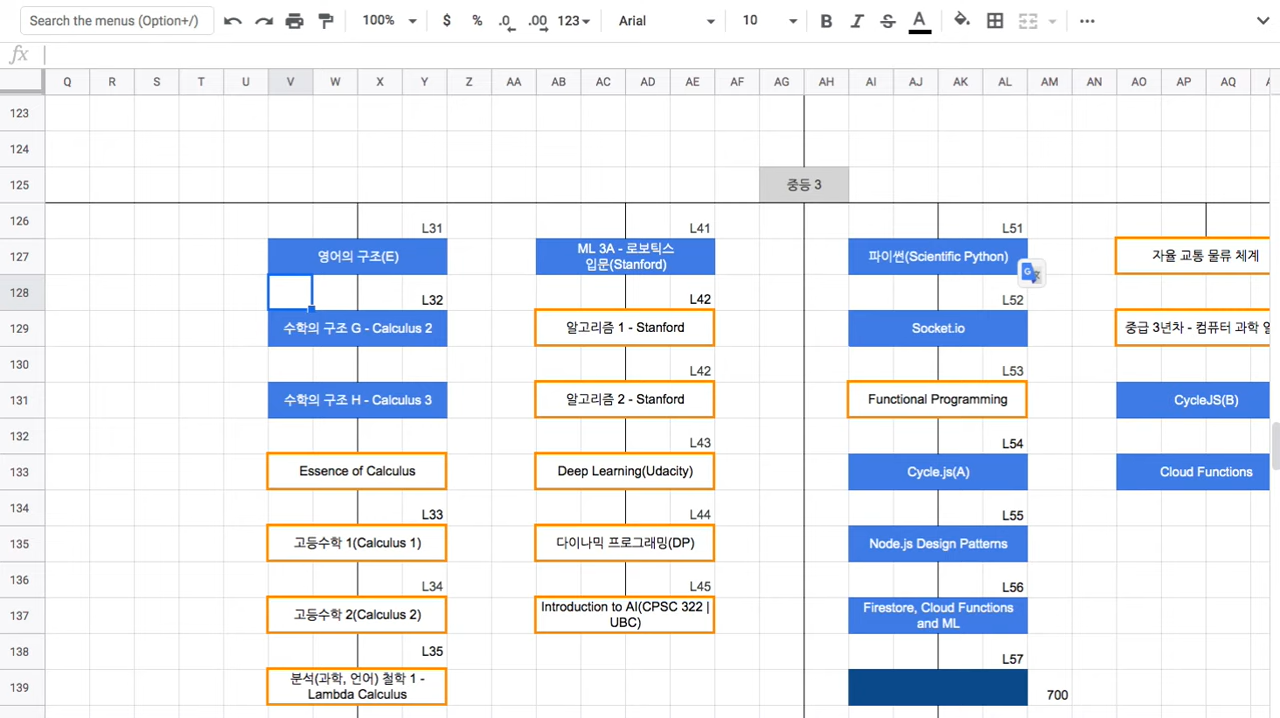 Search the menus (Option+/)
100%
$ % .0 .00 123
Arial
10
B I S A
fx
Q R S T U V W X Y Z AA AB AC AD AE AF AG AH AI AJ AK AL AM AN AO AP AQ
123
124
125
중등 3
126
L31 L41 L51
127
영어의 구조(E)
ML 3A - 로보틱스
입문(Stanford)
파이썬(Scientific Python)
자율 교통 물류 체계
128
L32 L42 L52
129
수학의 구조 G - Calculus 2
알고리즘 1 - Stanford
Socket.io
중급 3년차 - 컴퓨터 과학
130
L42 L53
131
수학의 구조 H - Calculus 3
알고리즘 2 - Stanford
Functional Programming
CycleJS(B)
132
L43 L54
133
Essence of Calculus
Deep Learning(Udacity)
Cycle.js(A)
Cloud Functions
134
L33 L44 L55
135
고등수학 1(Calculus 1)
다이나믹 프로그래밍(DP)
Node.js Design Patterns
136
L34 L45 L56
137
고등수학 2(Calculus 2)
Introduction to AI(CPSC 322 |
UBC)
Firestore, Cloud Functions
and ML
138
L35 L57
139
분석(과학, 언어) 철학 1 -
Lambda Calculus
700